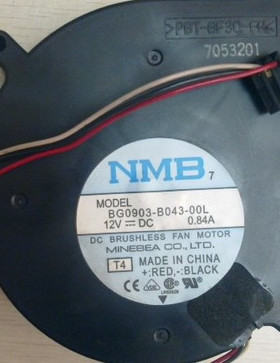 >PBT-GF30-FR<
7053201
NMB 7
MODEL
BG0903-B043-00L
12V DC 0.84A
DC BRUSHLESS FAN MOTOR
MINEBEA CO.,LTD.
T4 MADE IN CHINA
+:RED,-:BLACK